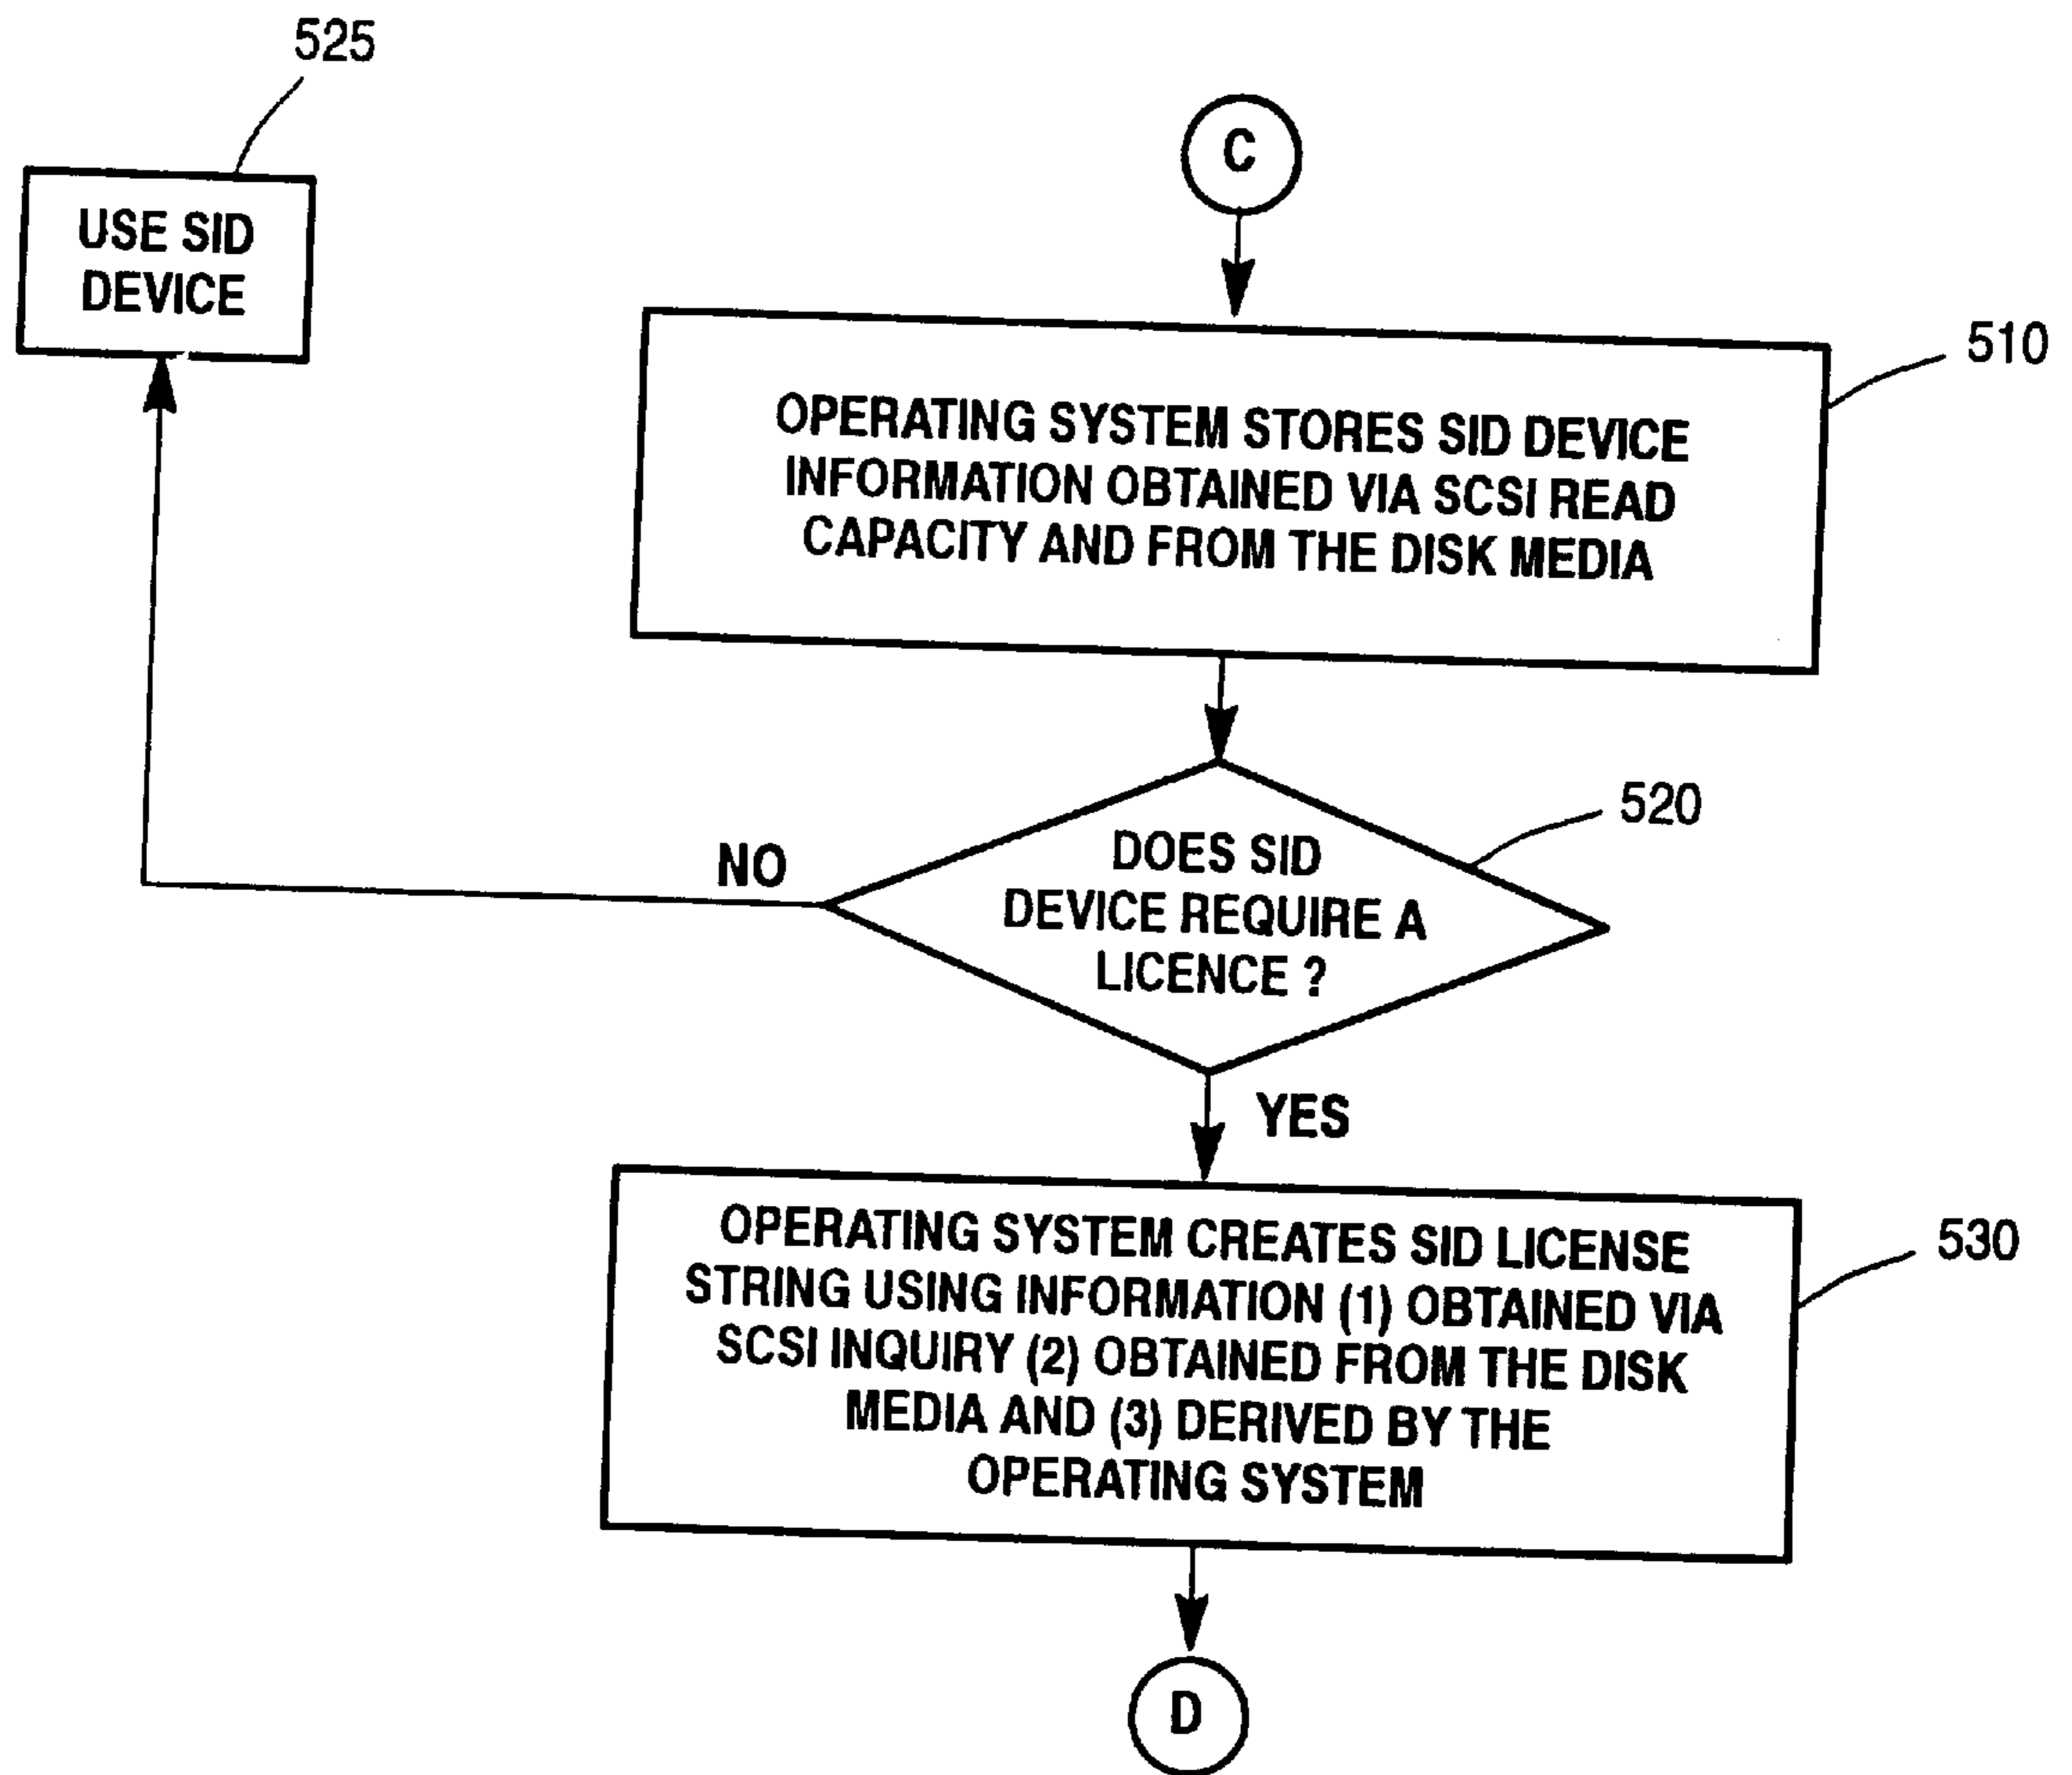 525
C
USE SID
DEVICE
510
OPERATING SYSTEM STORES SID DEVICE
INFORMATION OBTAINED VIA SCSI READ
CAPACITY AND FROM THE DISK MEDIA
520
NO
DOES SID
DEVICE REQUIRE A
LICENCE ?
YES
530
OPERATING SYSTEM CREATES SID LICENSE
STRING USING INFORMATION (1) OBTAINED VIA
SCSI INQUIRY (2) OBTAINED FROM THE DISK
MEDIA AND (3) DERIVED BY THE
OPERATING SYSTEM
D